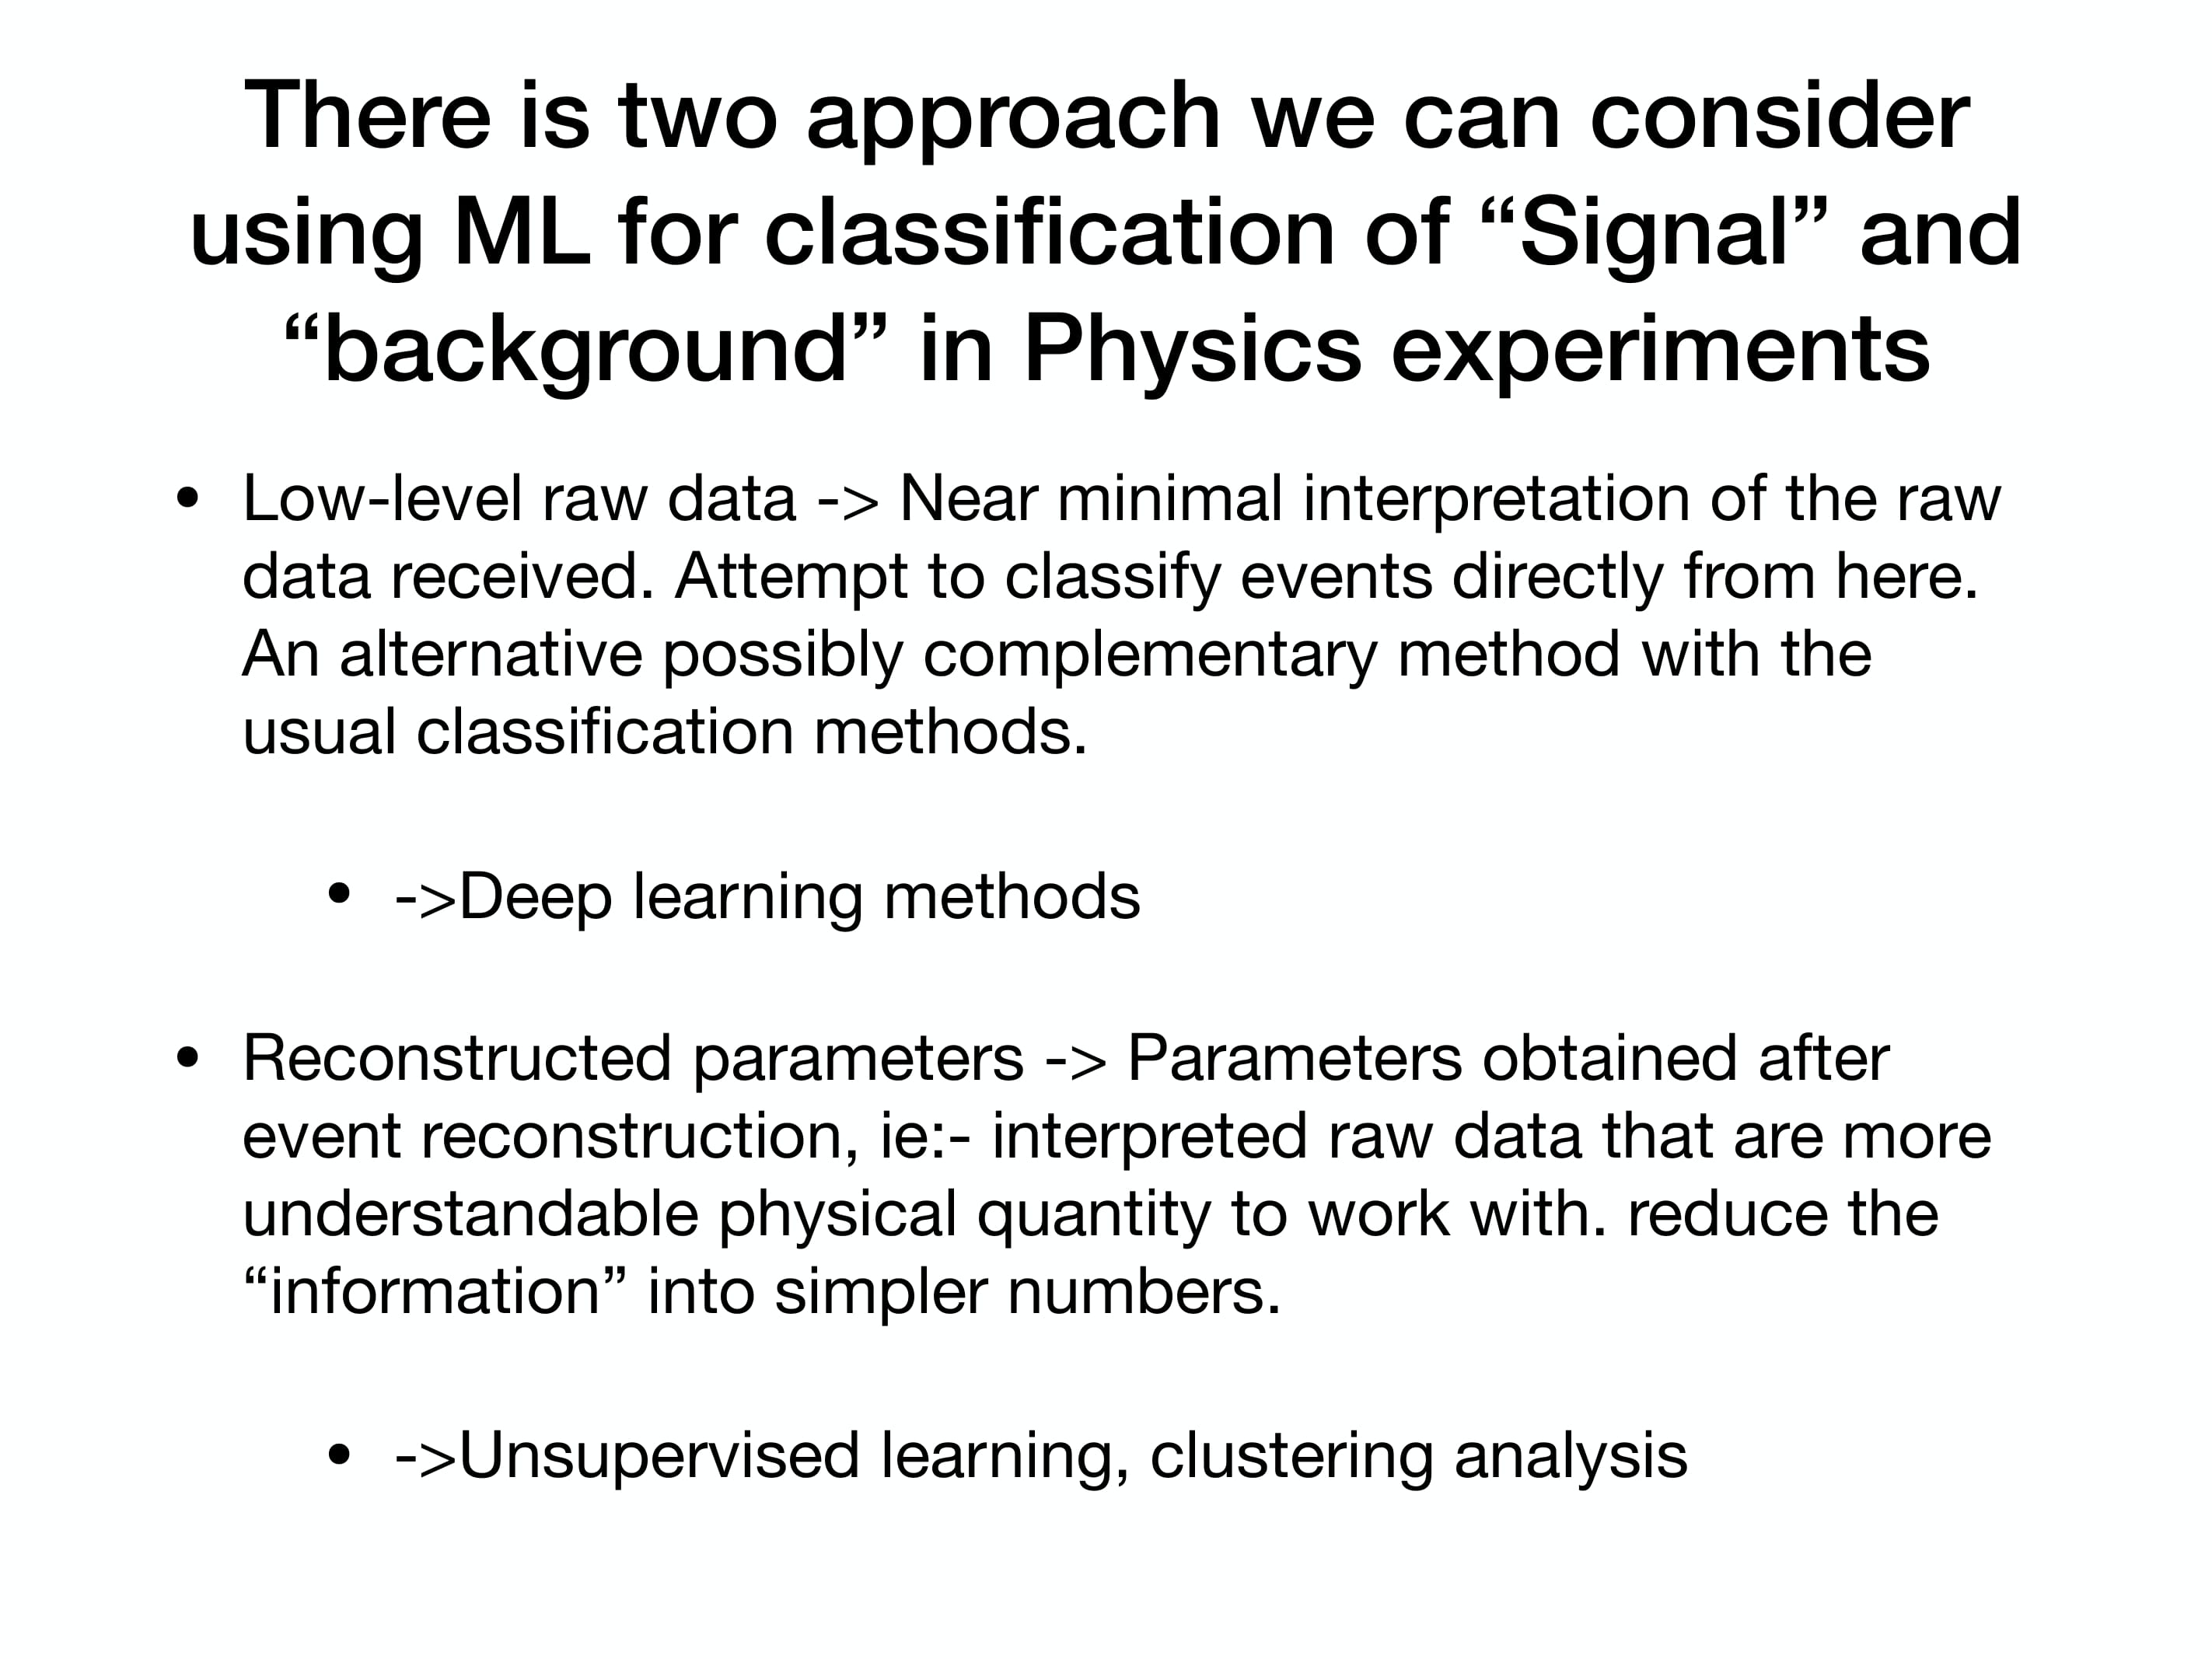 There is two approach we can consider
using ML for classification of “Signal” and
“background” in Physics experiments
• Low-level raw data -> Near minimal interpretation of the raw
data received. Attempt to classify events directly from here.
An alternative possibly complementary method with the
usual classification methods.
• ->Deep learning methods
• Reconstructed parameters -> Parameters obtained after
event reconstruction, ie:- interpreted raw data that are more
understandable physical quantity to work with. reduce the
“information” into simpler numbers.
• ->Unsupervised learning, clustering analysis